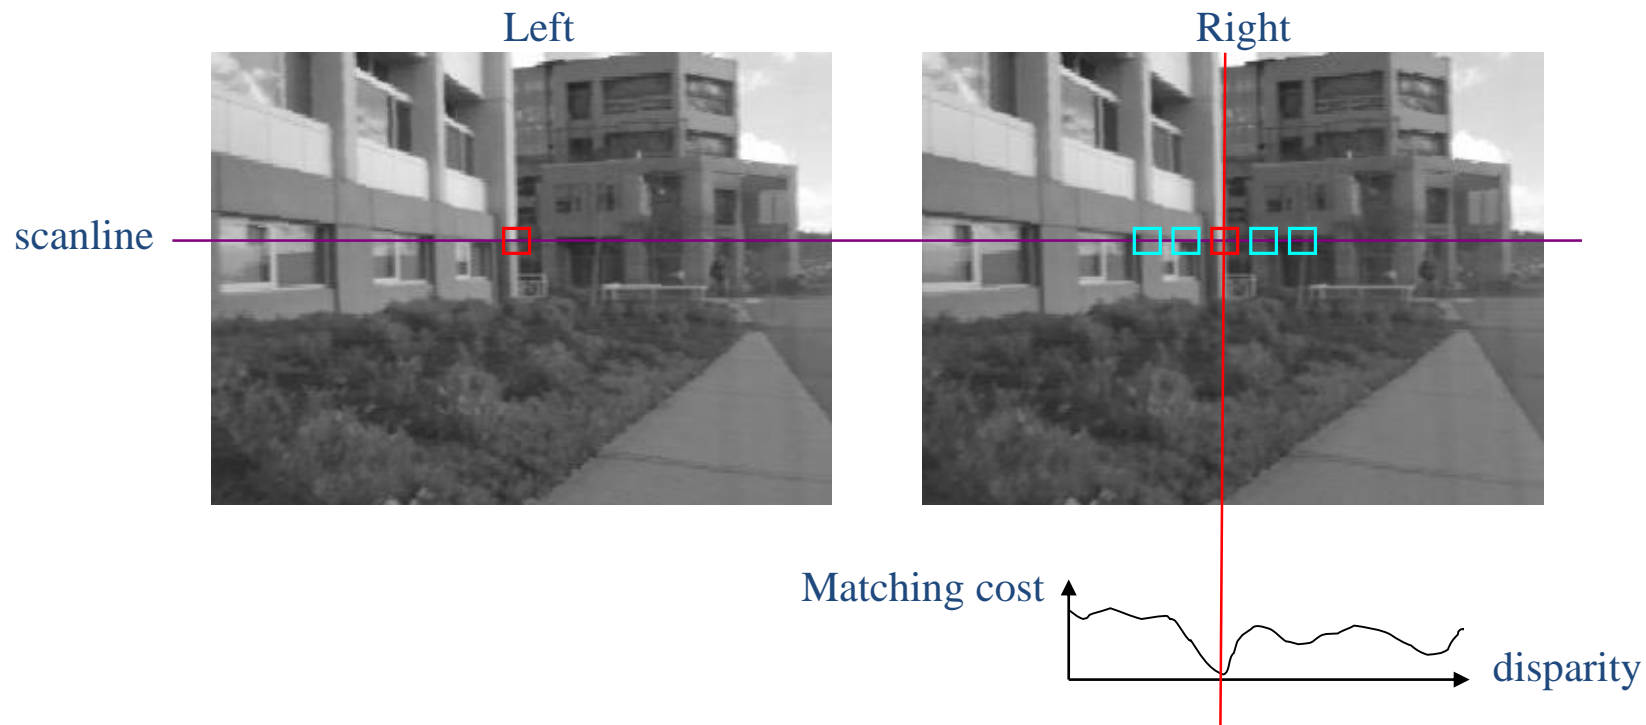 Left
Right
scanline
Matching cost
disparity